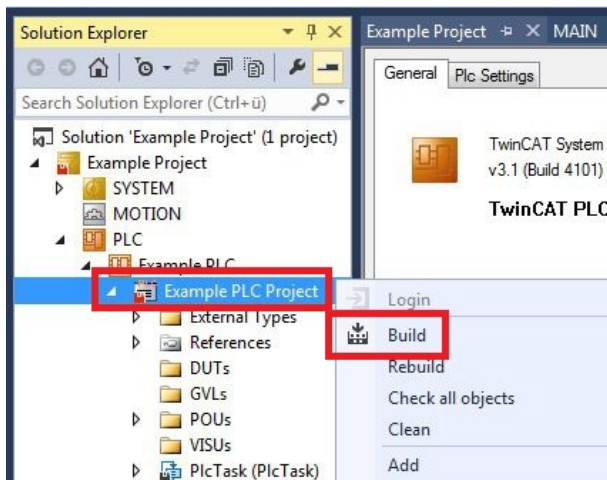 Solution Explorer
Search Solution Explorer (Ctrl+ü)
Solution 'Example Project' (1 project)
Example Project
SYSTEM
MOTION
PLC
Example PLC
Example PLC Project
External Types
References
DUTs
GVLs
POUs
VISUs
PlcTask (PlcTask)
Example Project MAIN
General Plc Settings
TwinCAT System
v3.1 (Build 4101)
TwinCAT PLC
Login
Build
Rebuild
Check all objects
Clean
Add